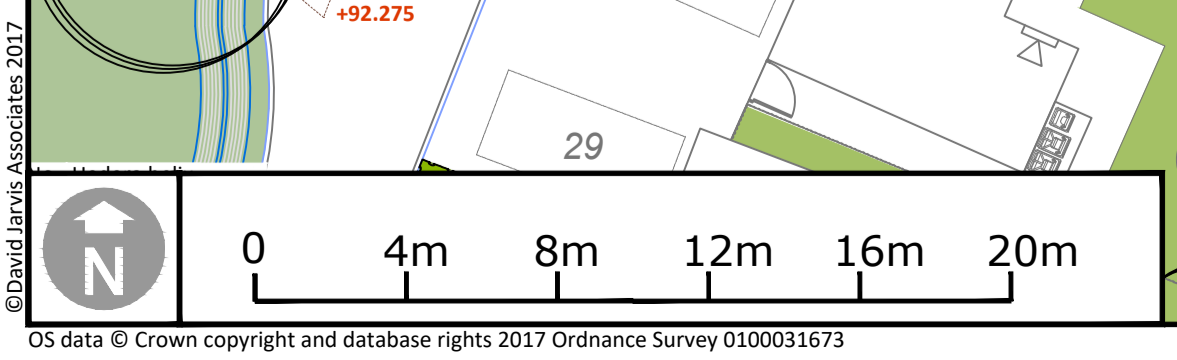 +92.275
©David Jarvis Associates 2017
29
N
0 4m 8m 12m 16m 20m
OS data © Crown copyright and database rights 2017 Ordnance Survey 0100031673